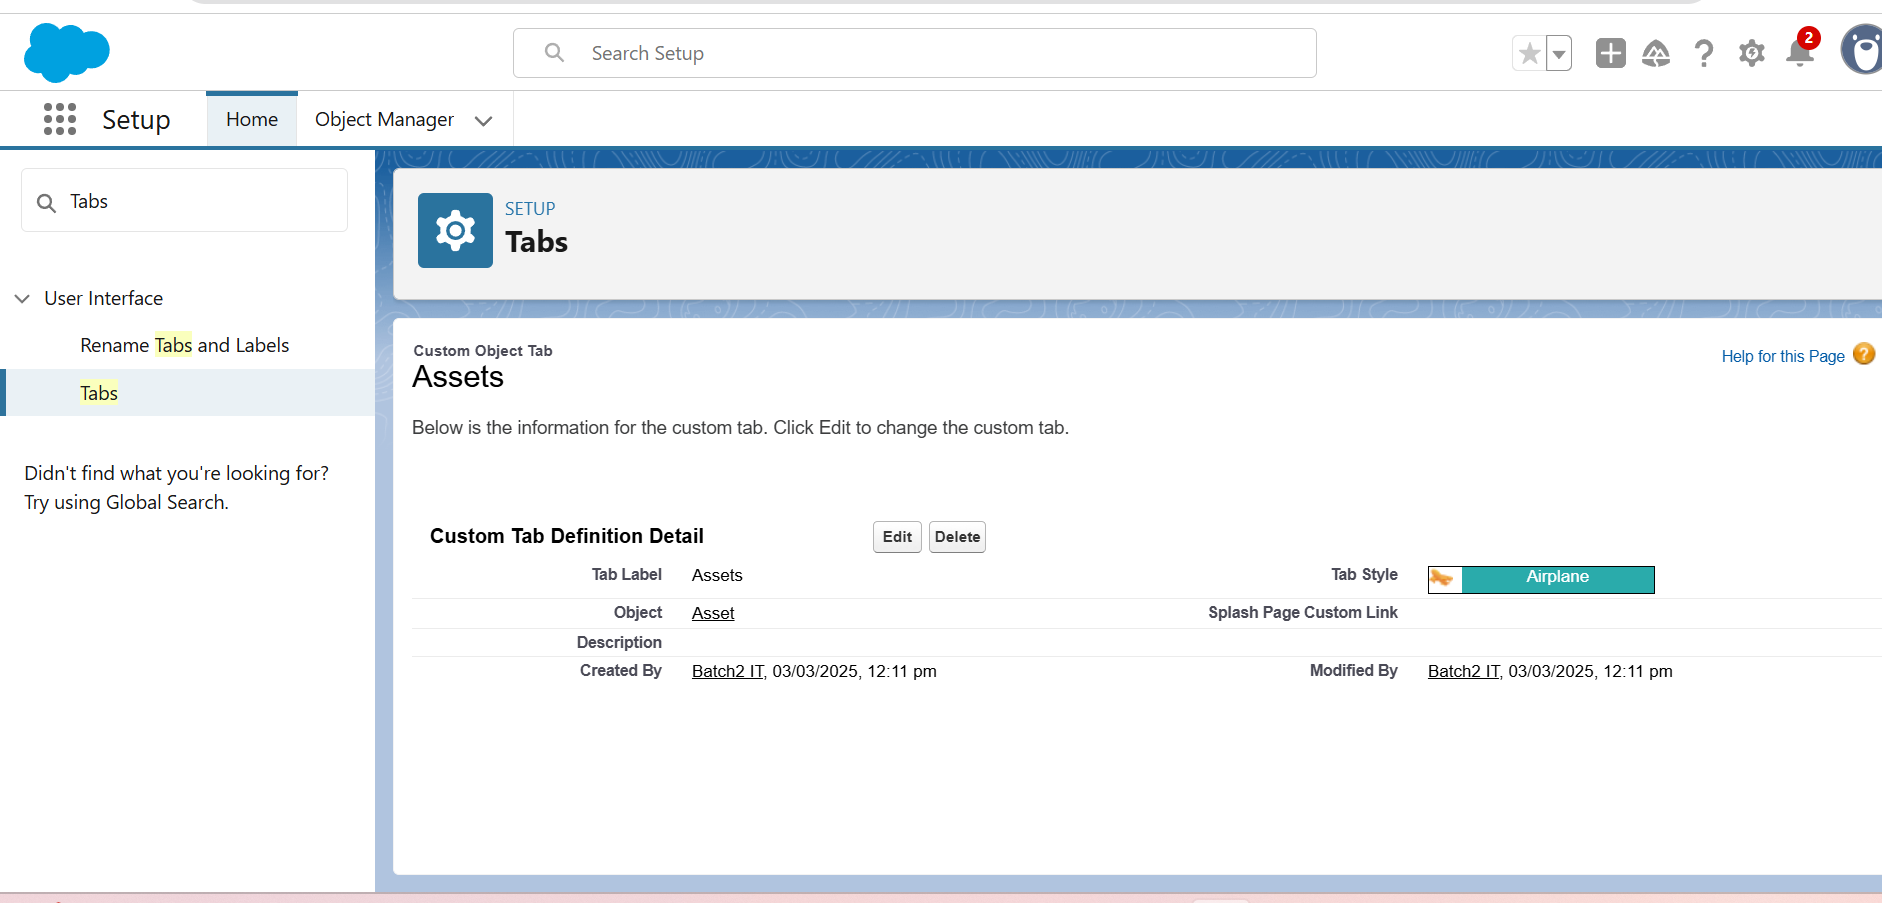 Search Setup
2
Setup
Home
Object Manager
Tabs
SETUP
Tabs
User Interface
Rename Tabs and Labels
Tabs
Didn't find what you're looking for?
Try using Global Search.
Custom Object Tab
Assets
Help for this Page ?
Below is the information for the custom tab. Click Edit to change the custom tab.
Custom Tab Definition Detail
Edit
Delete
Tab Label Assets
Tab Style Airplane
Object Asset
Splash Page Custom Link
Description
Created By Batch2 IT, 03/03/2025, 12:11 pm
Modified By Batch2 IT, 03/03/2025, 12:11 pm